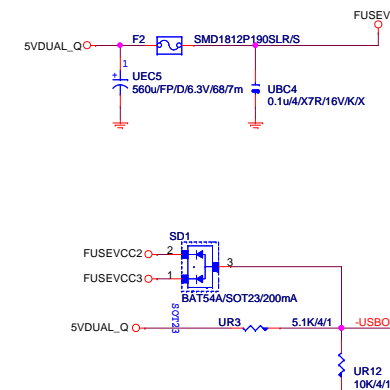 FUSEV
F2 SMD1812P190SLR/S
5VDUAL_Q
1
+
UEC5
560u/FP/D/6.3V/68/7m
UBC4
0.1u/4/X7R/16V/K/X
SD1
FUSEVCC2 2
3
FUSEVCC3 1
BAT54A/SOT23/200mA
SOT23
5VDUAL_Q UR3 5.1K/4/1 -USBO
UR12
10K/4/1